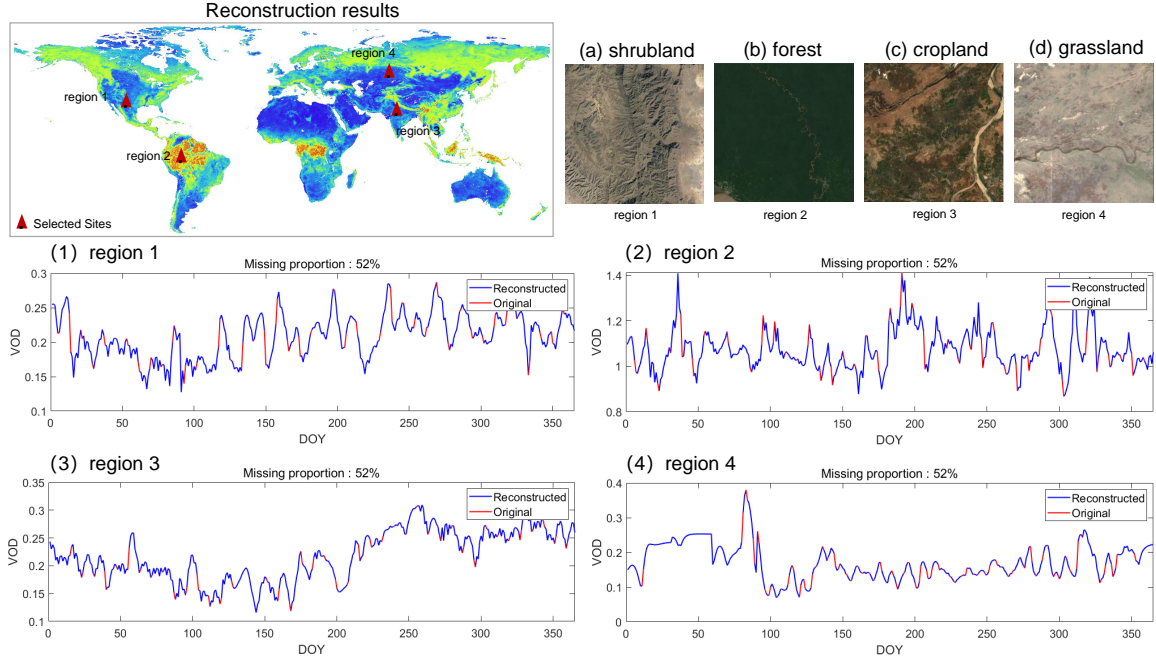 Reconstruction results
region 4
region 1
region 3
region 2
Selected Sites
(a) shrubland
(b) forest
(c) cropland
(d) grassland
region 1
region 2
region 3
region 4
(1) region 1
Missing proportion : 52%
Reconstructed
Original
VOD
0.3
0.25
0.2
0.15
0.1
0 50 100 150 200 250 300 350
DOY
(2) region 2
Missing proportion : 52%
Reconstructed
Original
VOD
1.4
1.2
1
0.8
0 50 100 150 200 250 300 350
DOY
(3) region 3
Missing proportion : 52%
Reconstructed
Original
VOD
0.35
0.3
0.25
0.2
0.15
0.1
0 50 100 150 200 250 300 350
DOY
(4) region 4
Missing proportion : 52%
Reconstructed
Original
VOD
0.4
0.3
0.2
0.1
0
0 50 100 150 200 250 300 350
DOY